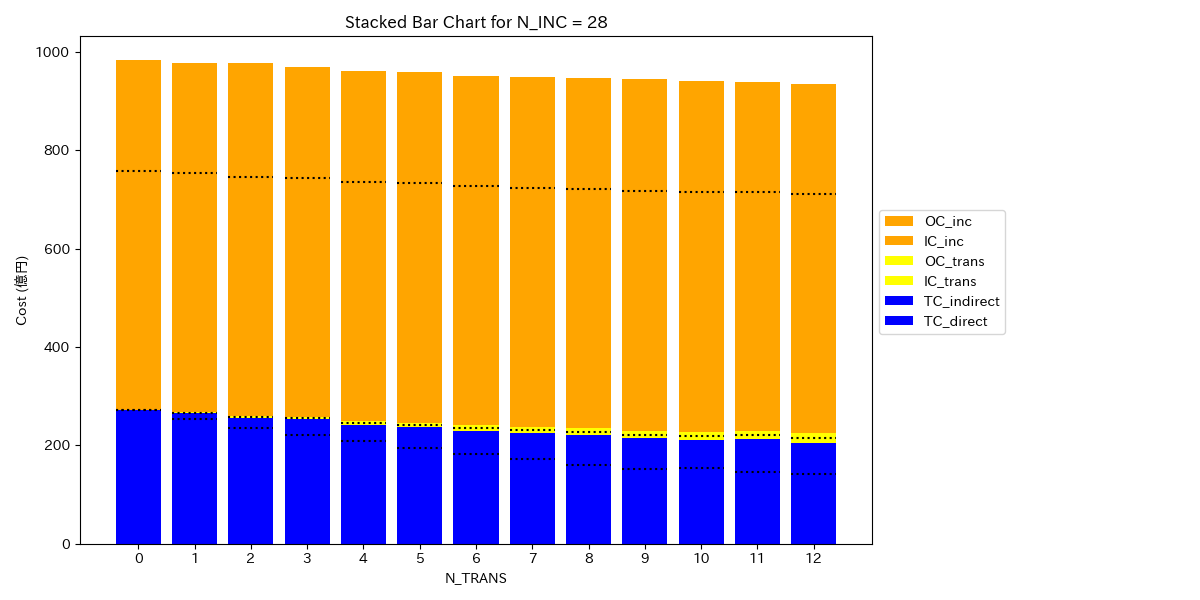 Stacked Bar Chart for N_INC = 28
Cost (億円)
1000
800
600
400
200
0
0 1 2 3 4 5 6 7 8 9 10 11 12
N_TRANS
OC_inc
IC_inc
OC_trans
IC_trans
TC_indirect
TC_direct